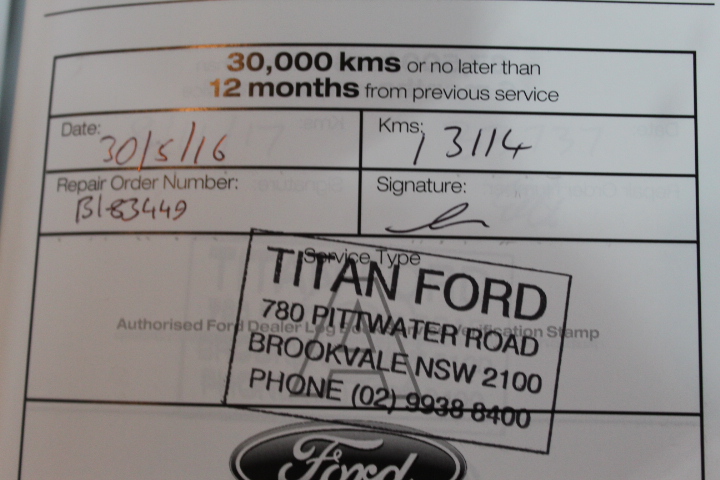 30,000 kms or no later than
12 months from previous service
Date: 30/5/16
Kms: 13114
Repair Order Number:
Signature:
Service Type
A
TITAN FORD
780 PITTWATER ROAD
Authorised Ford Dealer Log Book Service Verification Stamp
BROOKVALE NSW 2100
PHONE (02) 9938 8400
Ford